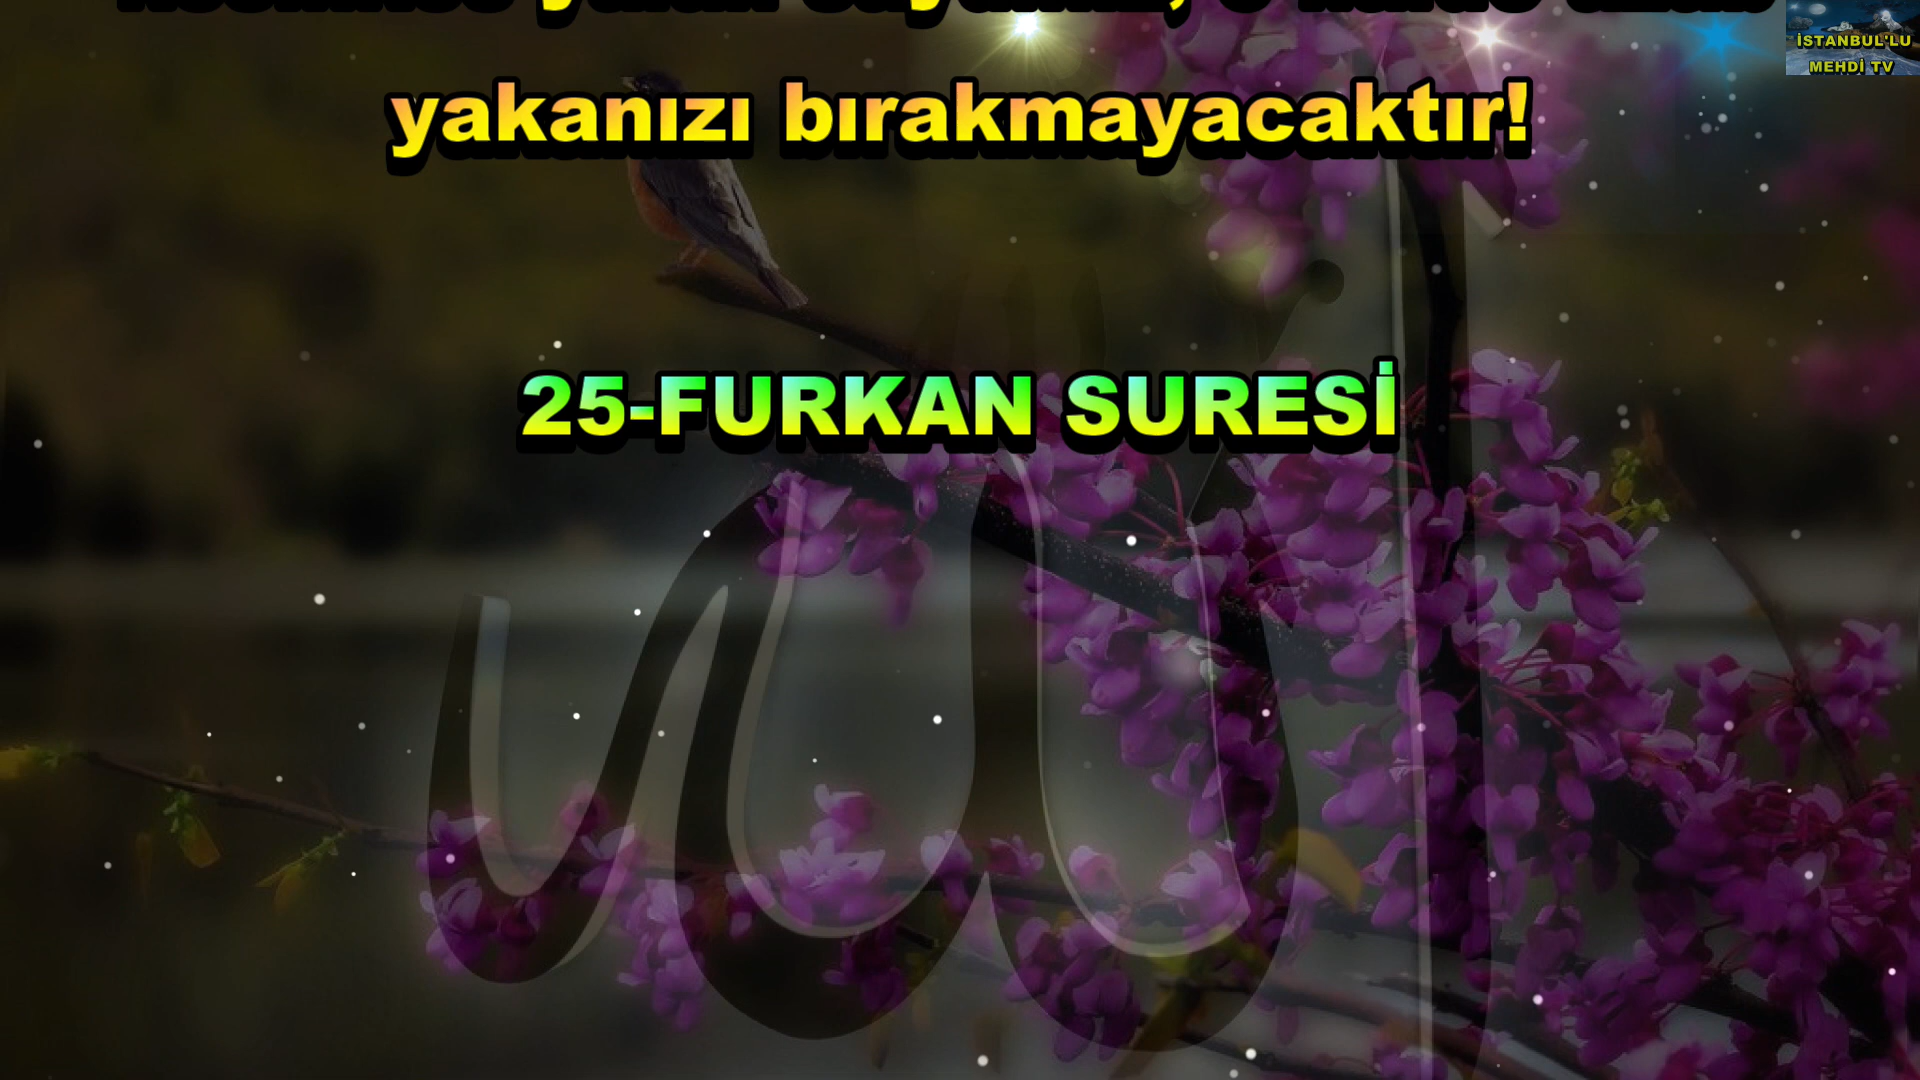 yakanızı bırakmayacaktır!
25-FURKAN SURESİ
İSTANBUL'LU
MEHDİ TV